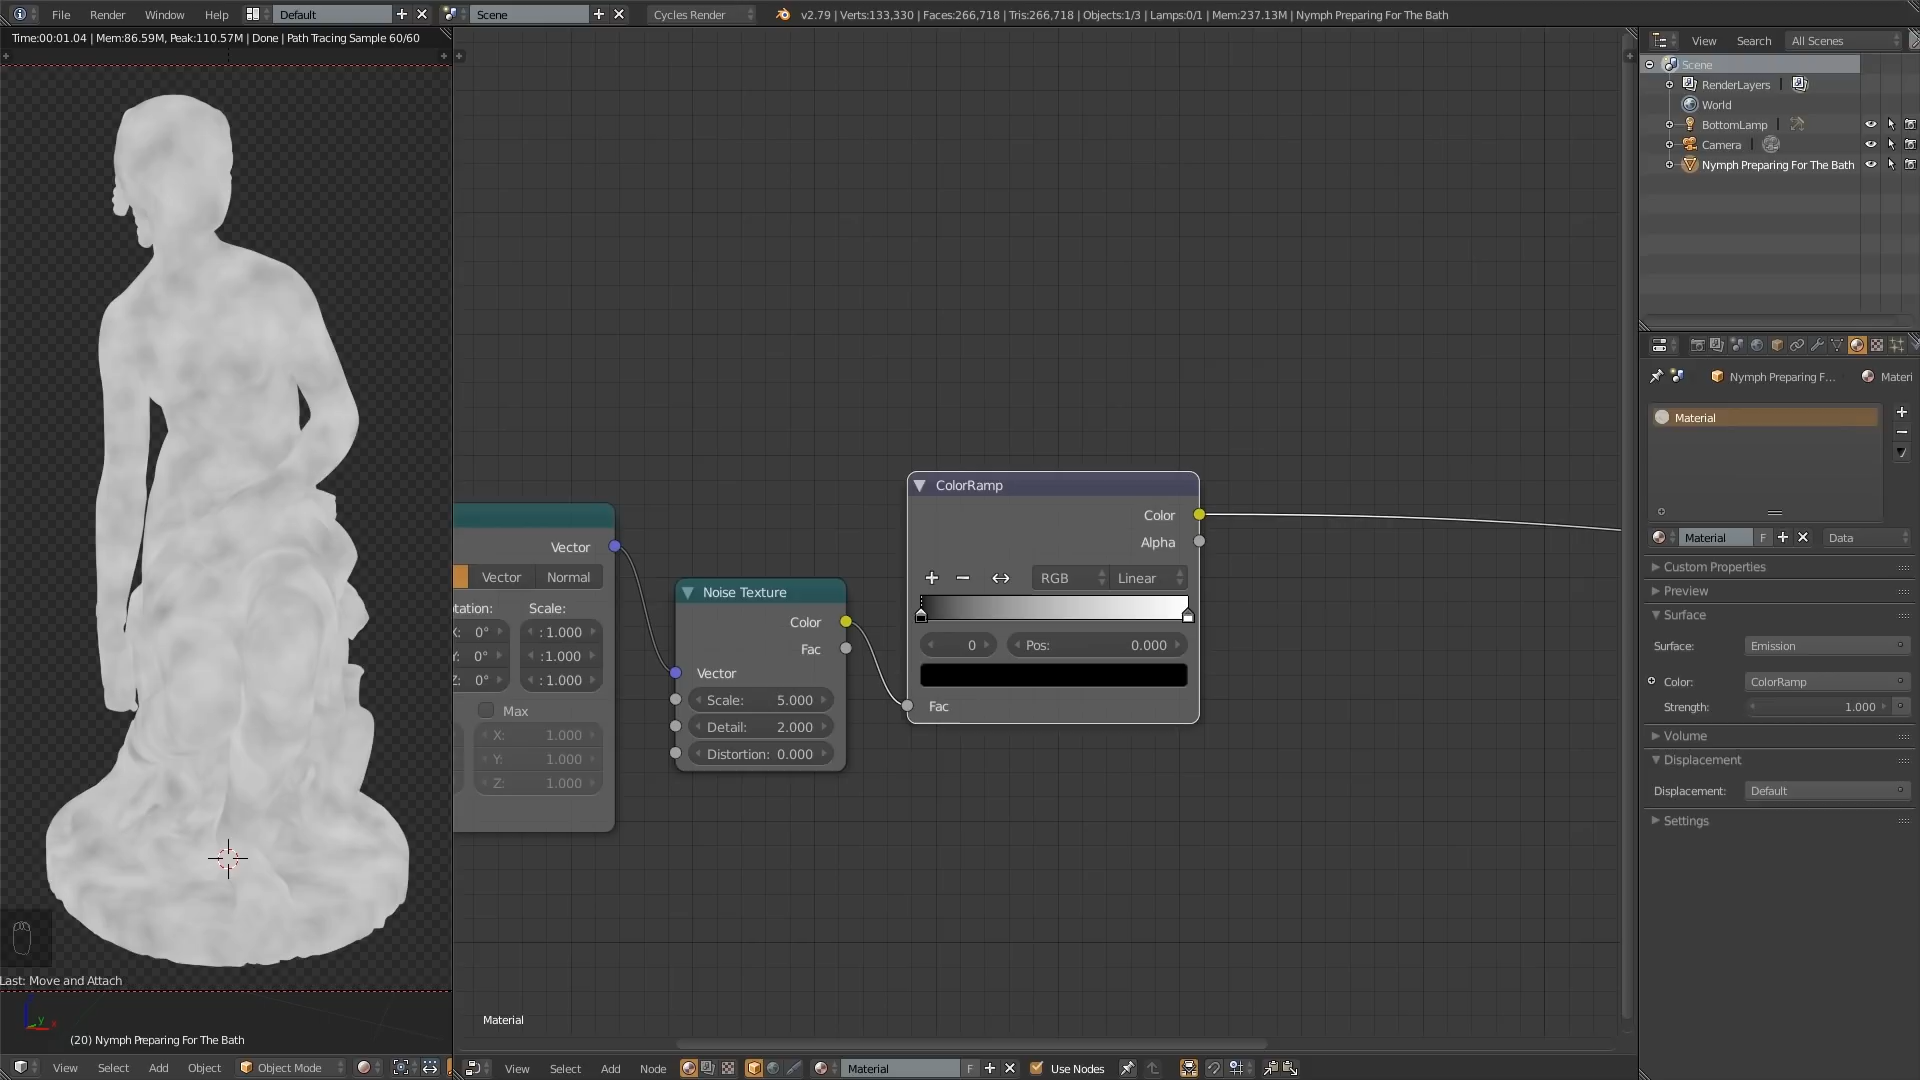 File Render Window Help Default Scene Cycles Render v2.79 | Verts:133,330 | Faces:266,718 | Tris:266,718 | Objects:1/3 | Lamps:0/1 | Mem:237.13M | Nymph Preparing For The Bath
Time:00:01.04 | Mem:86.59M, Peak:110.57M | Done | Path Tracing Sample 60/60
View Search All Scenes
Scene
RenderLayers |
World
BottomLamp |
Camera |
Nymph Preparing For The Bath
Nymph Preparing F... Materi
Material
Material F Data
Custom Properties
Preview
Surface
Surface: Emission
Color: ColorRamp
Strength: 1.000
Volume
Displacement
Displacement: Default
Settings
Vector
Vector Normal
tation: Scale:
X: 0° : 1.000
Y: 0° :1.000
Z: 0° : 1.000
Max
X: 1.000
Y: 1.000
Z: 1.000
Noise Texture
Color
Fac
Vector
Scale: 5.000
Detail: 2.000
Distortion: 0.000
ColorRamp
Color
Alpha
RGB Linear
0 Pos: 0.000
Fac
Last: Move and Attach
y
(20) Nymph Preparing For The Bath
Material
View Select Add Object Object Mode
View Select Add Node Material F Use Nodes